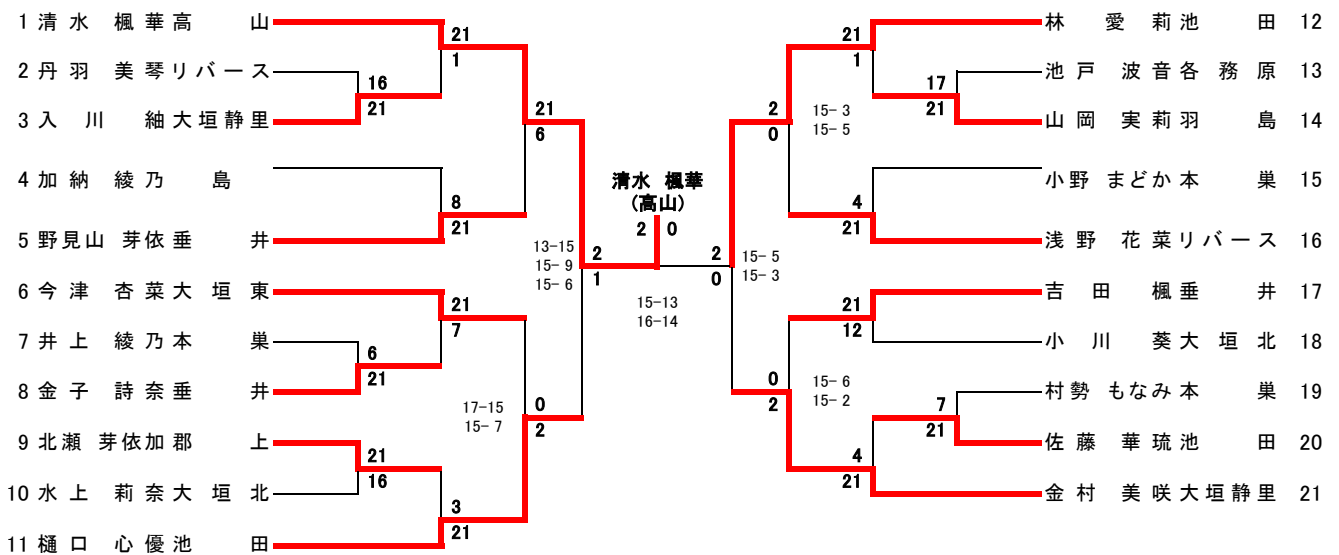 1 清水 楓華 高山
2 丹羽 美琴 リバース
3 入川 紬 大垣静里
4 加納 綾乃 島
5 野見山 芽依 垂井
6 今津 杏菜 大垣東
7 井上 綾乃 本巣
8 金子 詩奈 垂井
9 北瀬 芽依加 郡上
10 水上 莉奈 大垣北
11 樋口 心優 池田
21
1
16
21
21
6
8
21
13-15
15- 9
15- 6
2
1
21
7
6
21
17-15
15- 7
0
2
21
16
3
21
清水 楓華
(高山)
2 0
15-13
16-14
21
1
17
21
2
0
15- 3
15- 5
4
21
2
0
15- 5
15- 3
21
12
0
2
15- 6
15- 2
7
21
4
21
林 愛莉 池田 12
池戸 波音 各務原 13
山岡 実莉 羽島 14
小野 まどか 本巣 15
浅野 花菜 リバース 16
吉田 楓 垂井 17
小川 葵 大垣北 18
村勢 もなみ 本巣 19
佐藤 華琉 池田 20
金村 美咲 大垣静里 21